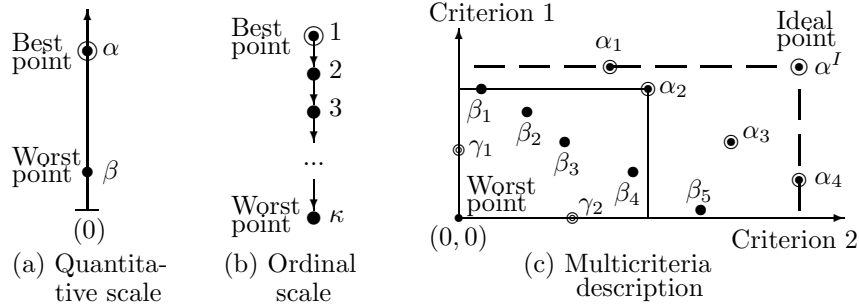 Best
point
α
Worst
point
β
(0)
(a) Quantita-
tive scale
Best
point
1
2
3
...
Worst
point
κ
(b) Ordinal
scale
Criterion 1
Ideal
point
α₁
α^I
α₂
β₁
β₂
α₃
γ₁
β₃
Worst
point
β₄
α₄
β₅
γ₂
(0, 0)
Criterion 2
(c) Multicriteria
description